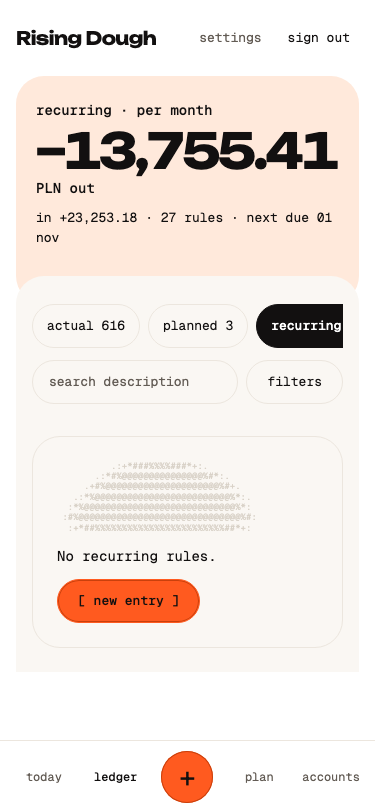 Rising Dough
settings
sign out
recurring · per month
−13,755.41
PLN out
in +23,253.18 · 27 rules · next due 01
nov
actual 616
planned 3
recurring
search description
filters
No recurring rules.
[ new entry ]
today
ledger
+
plan
accounts